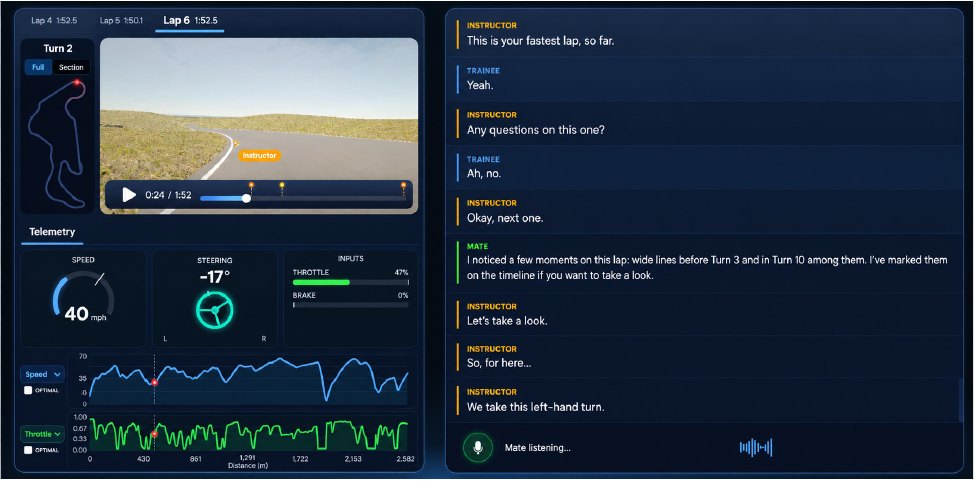 Lap 4 1:52.5
Lap 5 1:50.1
Lap 6 1:52.5
Turn 2
Full
Section
Instructor
0:24 / 1:52
Telemetry
SPEED
40 mph
STEERING
-17°
L
R
INPUTS
THROTTLE 47%
BRAKE 0%
Speed
OPTIMAL
70
35
-0
0
Throttle
OPTIMAL
1.00
0.67
0.33
0.00
0 430 861 1,291 1,722 2,153 2,582
Distance (m)
INSTRUCTOR
This is your fastest lap, so far.
TRAINEE
Yeah.
INSTRUCTOR
Any questions on this one?
TRAINEE
Ah, no.
INSTRUCTOR
Okay, next one.
MATE
I noticed a few moments on this lap: wide lines before Turn 3 and in Turn 10 among them. I've marked them
on the timeline if you want to take a look.
INSTRUCTOR
Let's take a look.
INSTRUCTOR
So, for here...
INSTRUCTOR
We take this left-hand turn.
Mate listening...